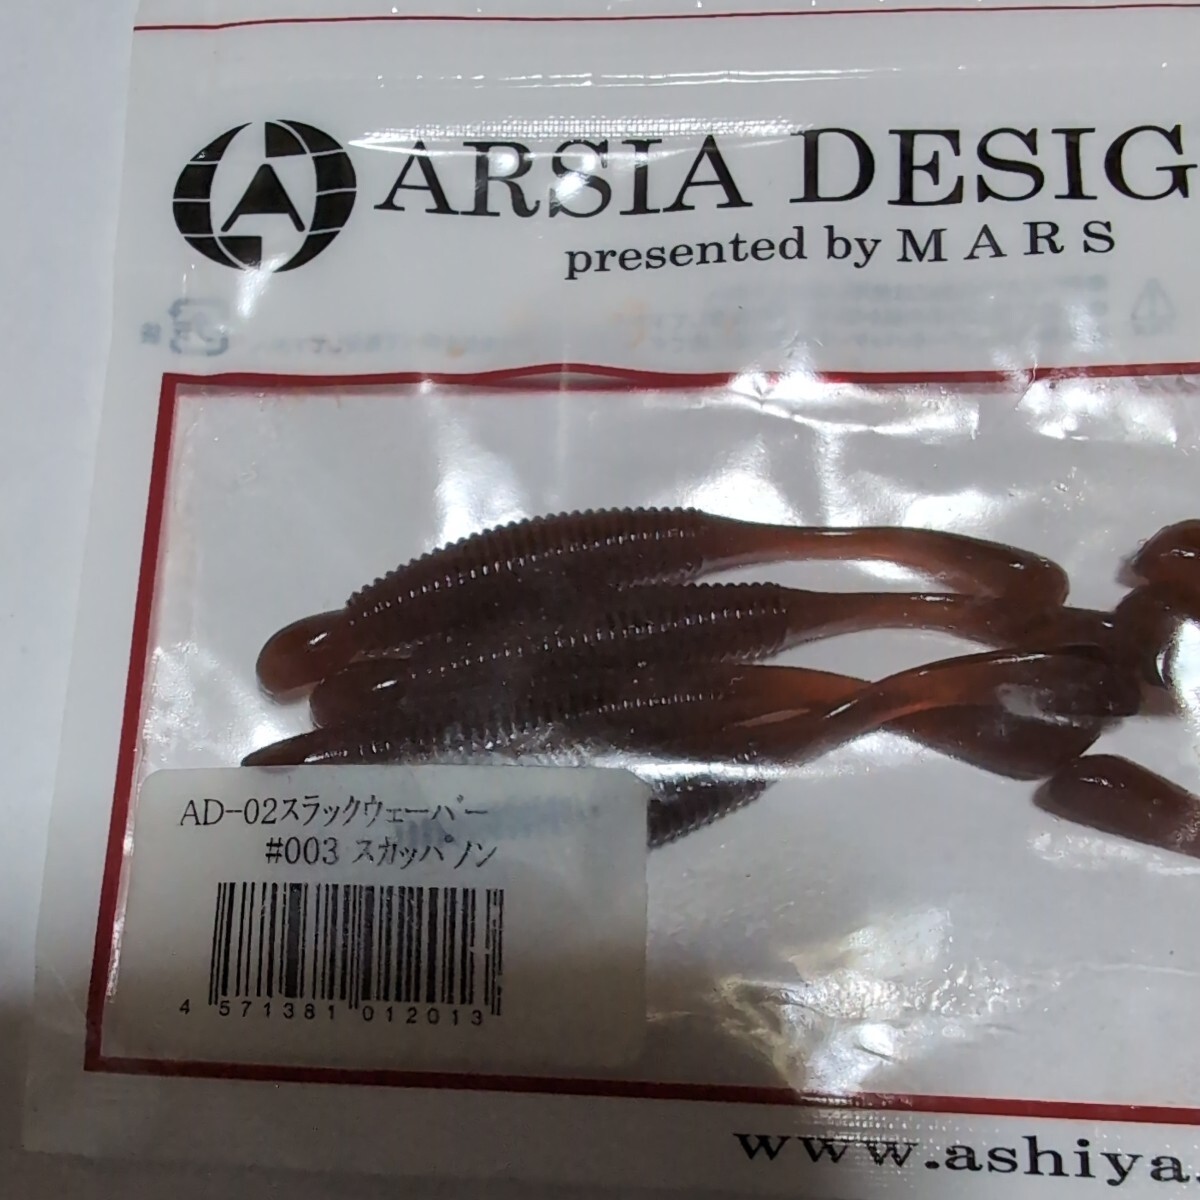 ARSIA DESIG
presented by MARS
AD-02スラックウェーバー
#003 スカッパノン
4 571381 012013
www.ashiya.